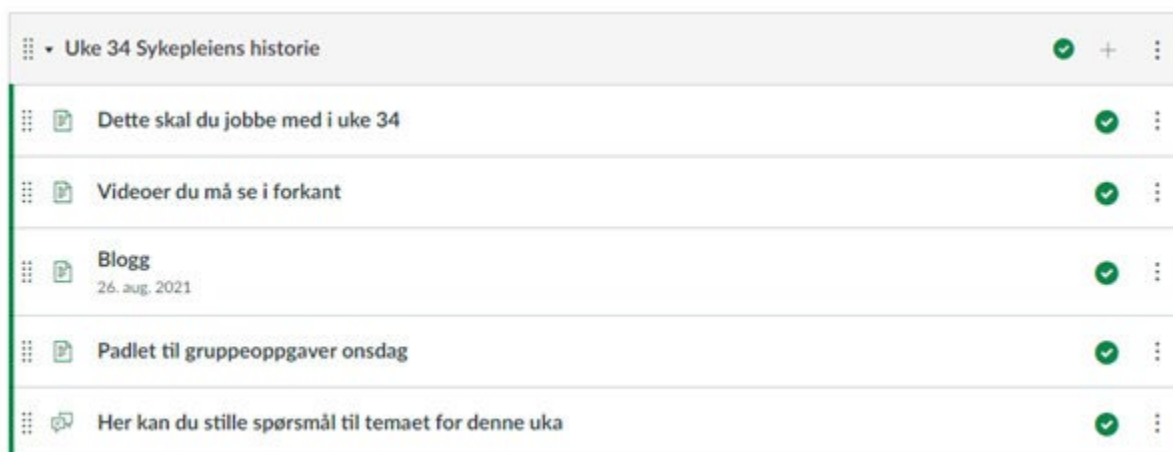 Uke 34 Sykepleiens historie
Dette skal du jobbe med i uke 34
Videoer du må se i forkant
Blogg
26. aug. 2021
Padlet til gruppeoppgaver onsdag
Her kan du stille spørsmål til temaet for denne uka